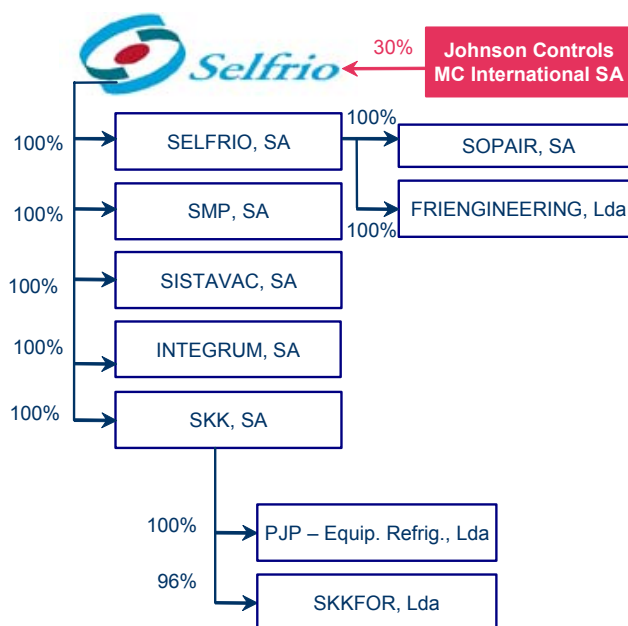 Selfrio
30%
Johnson Controls
MC International SA
100%
SELFRIO, SA
100%
SOPAIR, SA
100%
SMP, SA
100%
FRIENGINEERING, Lda
100%
SISTAVAC, SA
100%
INTEGRUM, SA
100%
SKK, SA
100%
PJP – Equip. Refrig., Lda
96%
SKKFOR, Lda